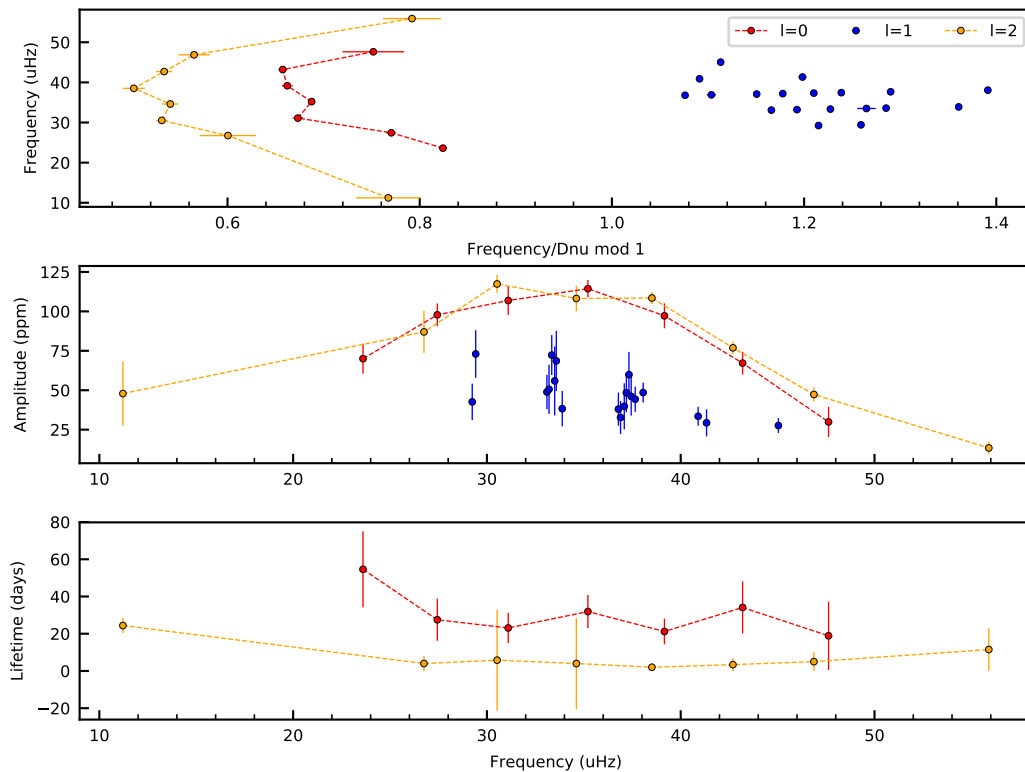 l=0 l=1 l=2
Frequency (uHz)
50
40
30
20
10
0.6 0.8 1.0 1.2 1.4
Frequency/Dnu mod 1
Amplitude (ppm)
125
100
75
50
25
10 20 30 40 50
Lifetime (days)
80
60
40
20
0
−20
10 20 30 40 50
Frequency (uHz)